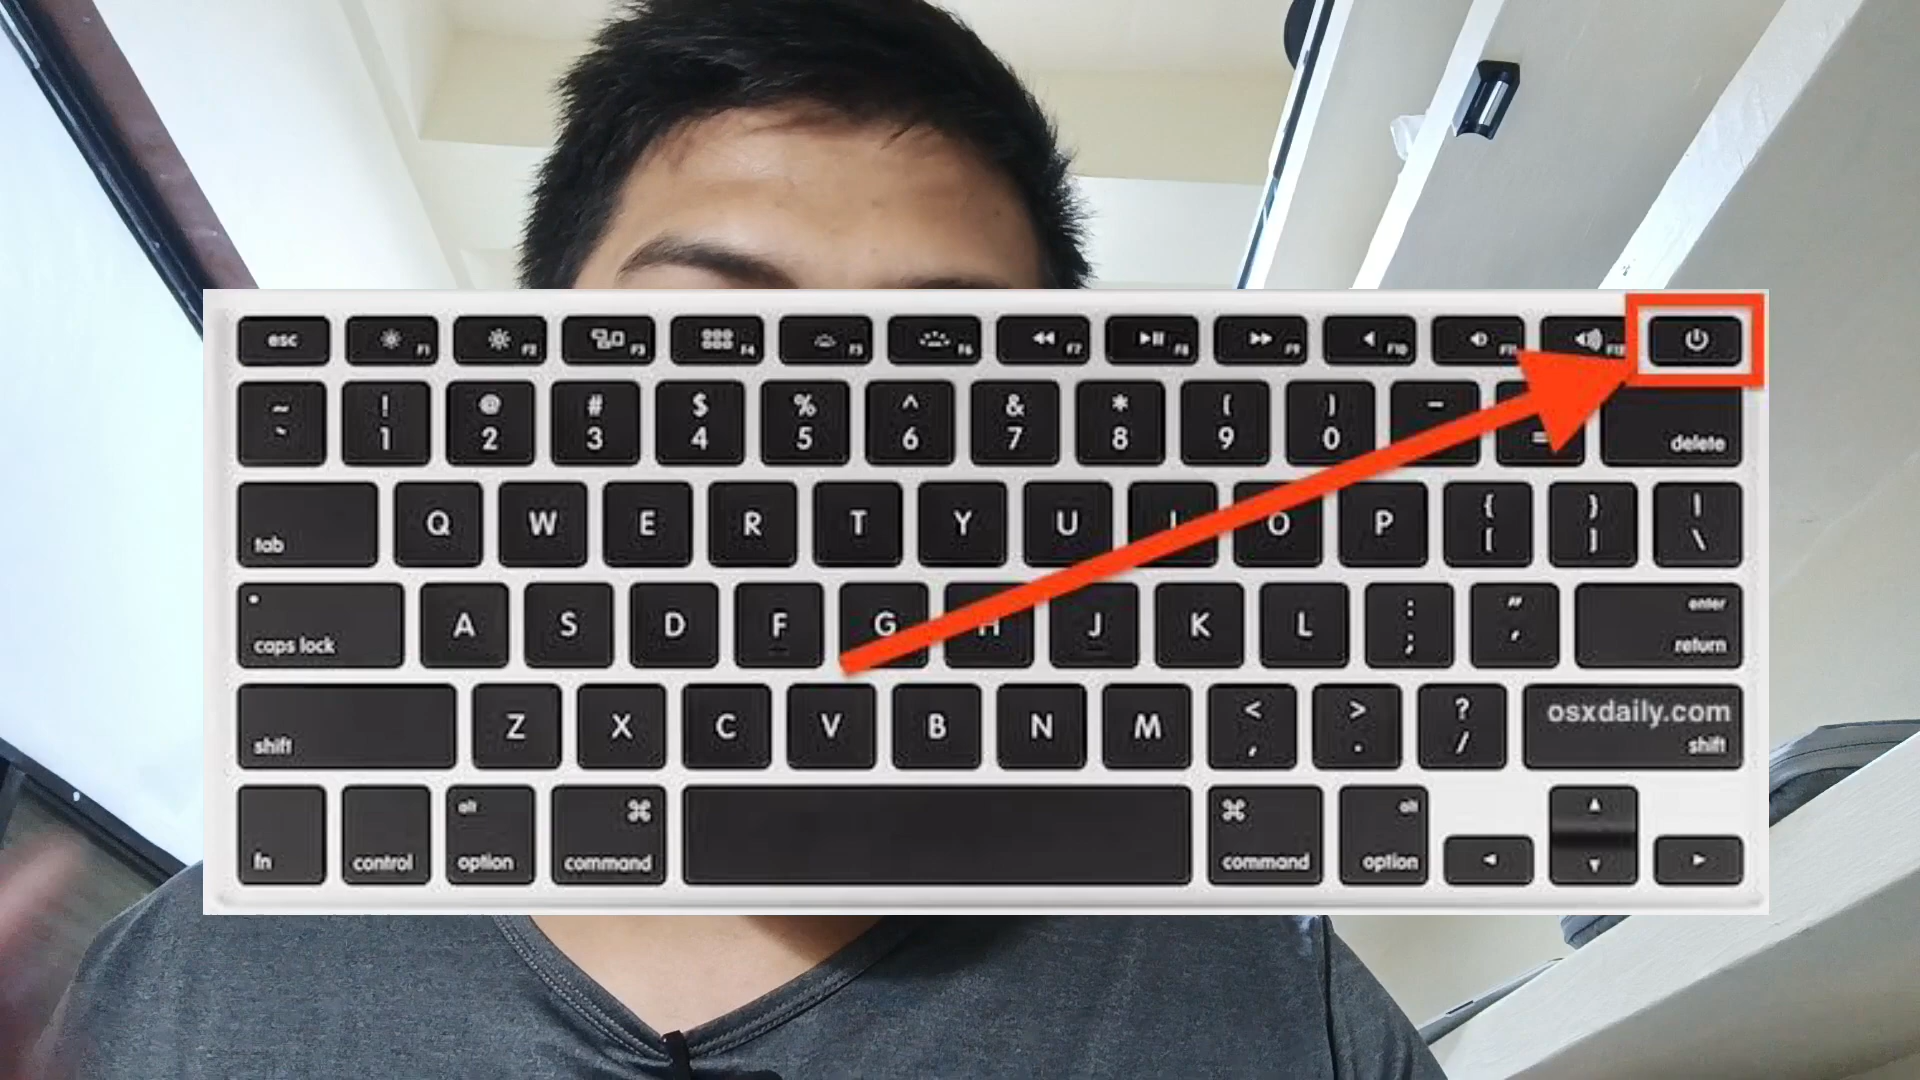 esc F1 F2 F3 F4 F5 F6 F7 F8 F9 F10 F11 F12
~ ! @ # $ % ^ & * ( ) –
` 1 2 3 4 5 6 7 8 9 0 = delete
tab Q W E R T Y U I O P { [ } ] | \
caps lock A S D F G H J K L : ; " ' enter return
shift Z X C V B N M < , > . ? / osxdaily.com shift
fn control alt option ⌘ command ⌘ command alt option